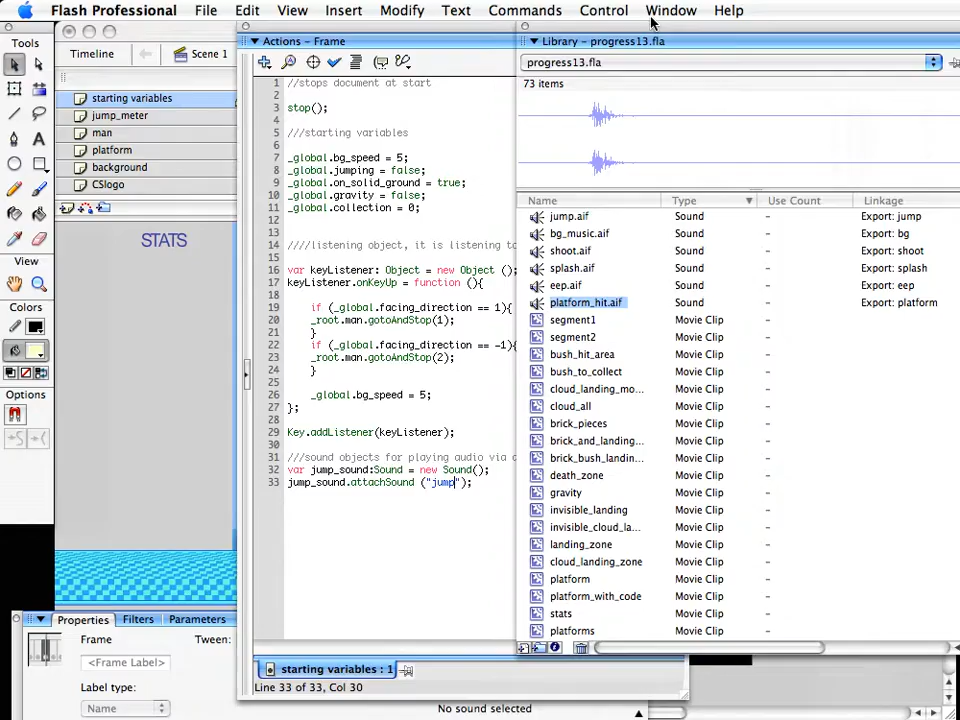 Flash Professional File Edit View Insert Modify Text Commands Control Window Help
Tools
View
Colors
Options
Timeline Scene 1
starting variables
jump_meter
man
platform
background
CSlogo
STATS
Actions - Frame
1 //stops document at start
2
3 stop();
4
5 ///starting variables
6
7 _global.bg_speed = 5;
8 _global.jumping = false;
9 _global.on_solid_ground = true;
10 _global.gravity = false;
11 _global.collection = 0;
12
13
14 ////listening object, it is listening to
15
16 var keyListener: Object = new Object ();
17 keyListener.onKeyUp = function (){
18
19 if (_global.facing_direction == 1){
20 _root.man.gotoAndStop(1);
21 }
22 if (_global.facing_direction == -1){
23 _root.man.gotoAndStop(2);
24 }
25
26 _global.bg_speed = 5;
27 };
28
29 Key.addListener(keyListener);
30
31 ///sound objects for playing audio via
32 var jump_sound:Sound = new Sound();
33 jump_sound.attachSound ("jump");
starting variables : 1
Line 33 of 33, Col 30
Library - progress13.fla
progress13.fla
73 items
Name Type Use Count Linkage
jump.aif Sound - Export: jump
bg_music.aif Sound - Export: bg
shoot.aif Sound - Export: shoot
splash.aif Sound - Export: splash
eep.aif Sound - Export: eep
platform_hit.aif Sound - Export: platform
segment1 Movie Clip -
segment2 Movie Clip -
bush_hit_area Movie Clip -
bush_to_collect Movie Clip -
cloud_landing_mo... Movie Clip -
cloud_all Movie Clip -
brick_pieces Movie Clip -
brick_and_landing... Movie Clip -
brick_bush_landin... Movie Clip -
death_zone Movie Clip -
gravity Movie Clip -
invisible_landing Movie Clip -
invisible_cloud_la... Movie Clip -
landing_zone Movie Clip -
cloud_landing_zone Movie Clip -
platform Movie Clip -
platform_with_code Movie Clip -
stats Movie Clip -
platforms Movie Clip -
Properties Filters Parameters
Frame Tween:
<Frame Label>
Label type:
Name
No sound selected